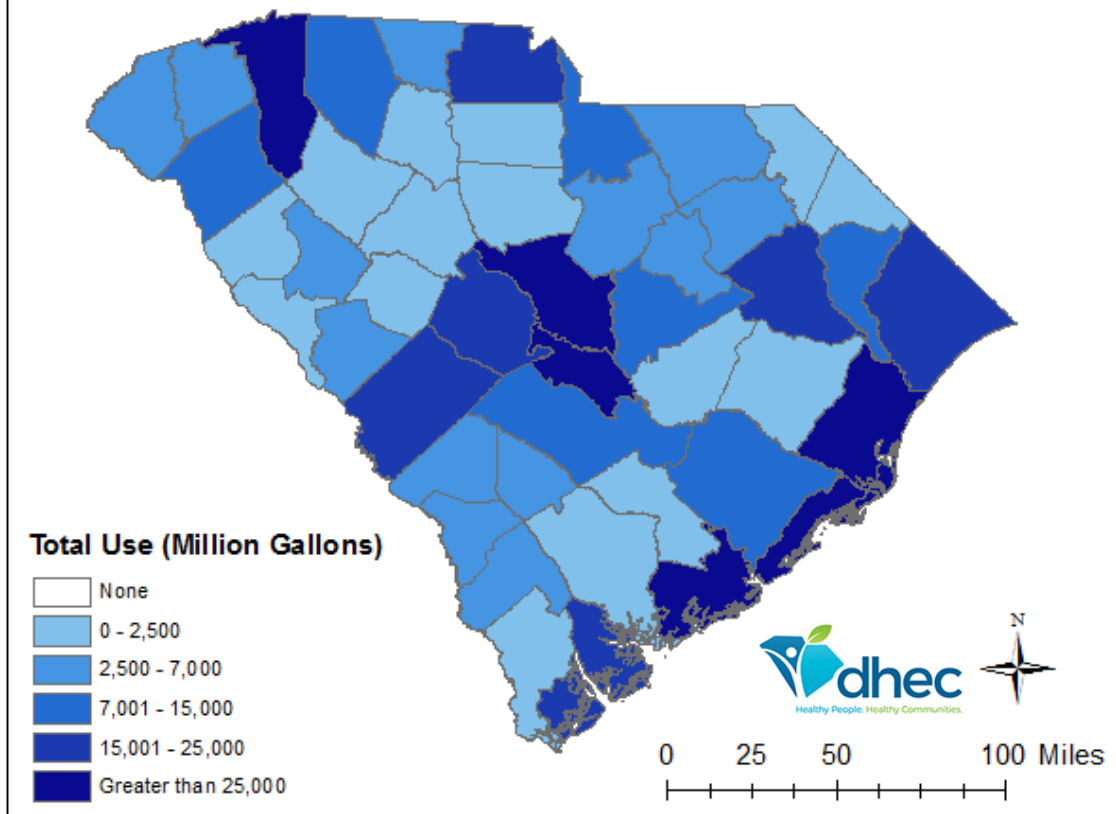 Total Use (Million Gallons)
None
0 - 2,500
2,500 - 7,000
7,001 - 15,000
15,001 - 25,000
Greater than 25,000
dhec
Healthy People. Healthy Communities.
N
0 25 50 100 Miles